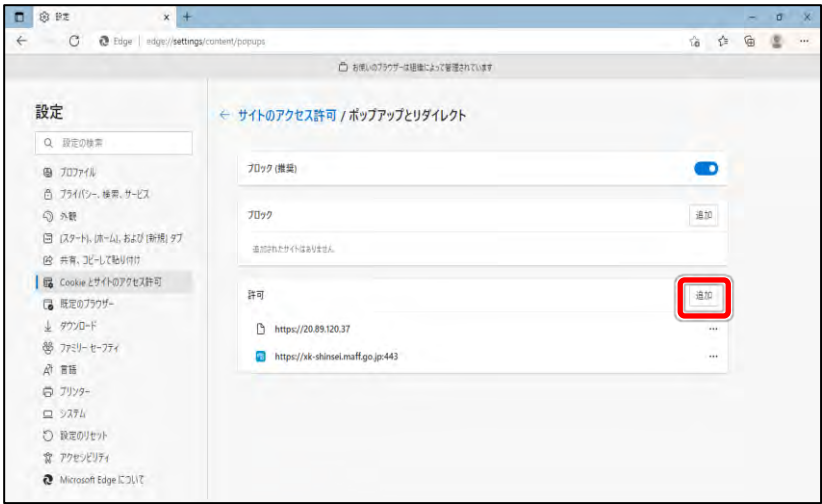 設定
Edge edge://settings/content/popups
お使いのブラウザーは組織によって管理されています
設定
設定の検索
プロファイル
プライバシー、検索、サービス
外観
[スタート]、[ホーム]、および [新規] タブ
共有、コピーして貼り付け
Cookie とサイトのアクセス許可
既定のブラウザー
ダウンロード
ファミリー セーフティ
言語
プリンター
システム
設定のリセット
アクセシビリティ
Microsoft Edge について
サイトのアクセス許可 / ポップアップとリダイレクト
ブロック (推奨)
ブロック 追加
追加されたサイトはありません
許可 追加
https://20.89.120.37
https://xk-shinsei.maff.go.jp:443